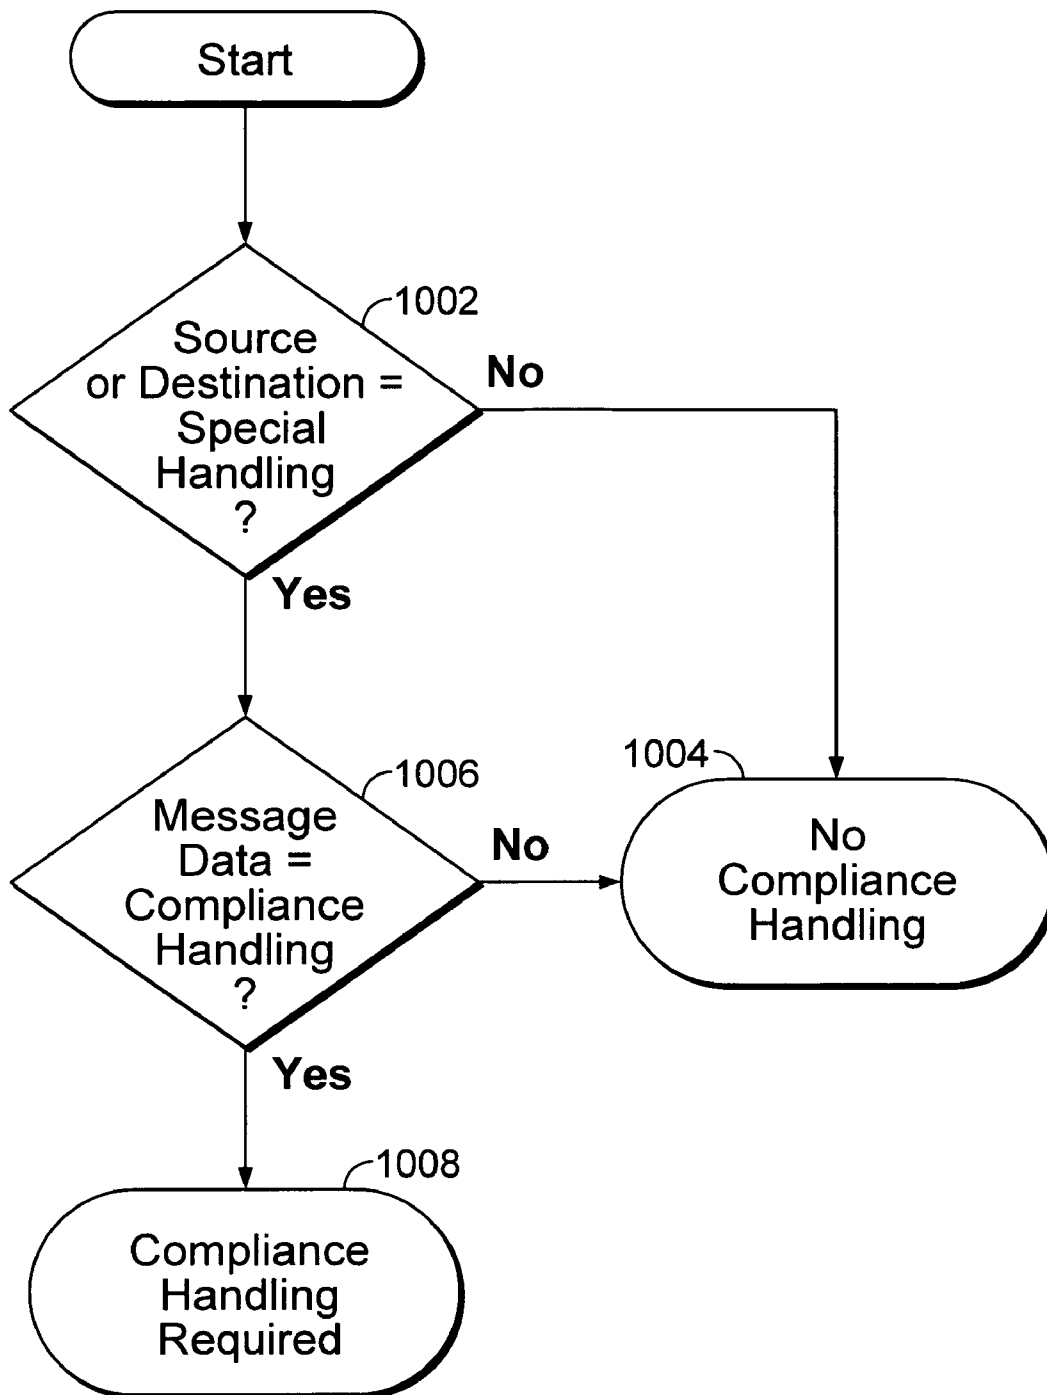 Start
1002
Source
or Destination =
Special
Handling
?
No
Yes
1006
Message
Data =
Compliance
Handling
?
No
Yes
1004
No
Compliance
Handling
1008
Compliance
Handling
Required